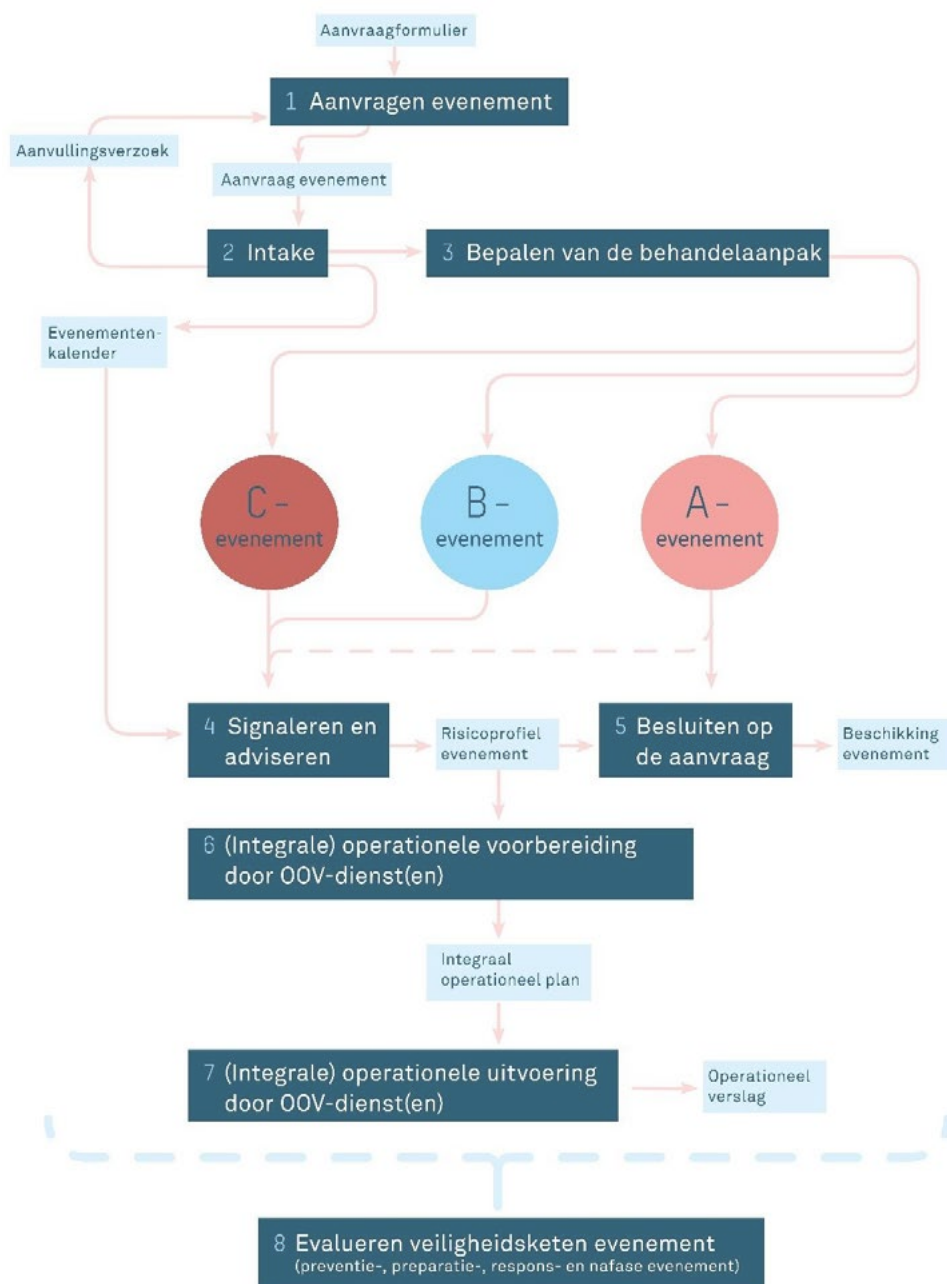 Aanvraagformulier
1 Aanvragen evenement
Aanvullingsverzoek
Aanvraag evenement
2 Intake
3 Bepalen van de behandelaanpak
Evenementen-
kalender
C -
evenement
B -
evenement
A -
evenement
4 Signaleren en
adviseren
Risicoprofiel
evenement
5 Besluiten op
de aanvraag
Beschikking
evenement
6 (Integrale) operationele voorbereiding
door OOV-dienst(en)
Integraal
operationeel plan
7 (Integrale) operationele uitvoering
door OOV-dienst(en)
Operationeel
verslag
8 Evalueren veiligheidsketen evenement
(preventie-, preparatie-, respons- en nafase evenement)